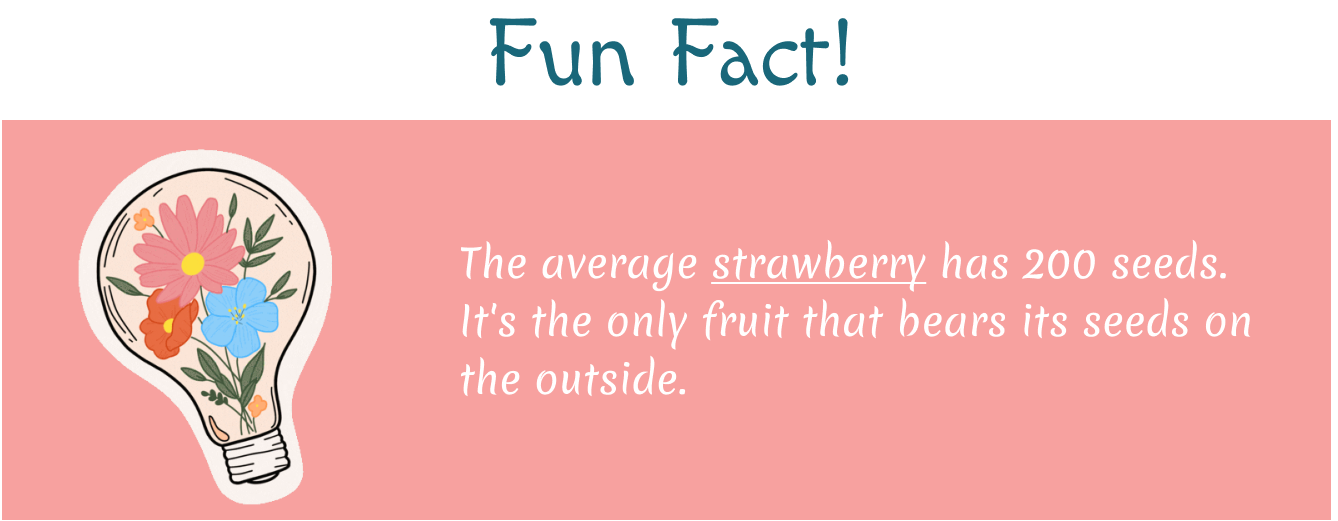 Fun Fact!
The average strawberry has 200 seeds.
It's the only fruit that bears its seeds on
the outside.